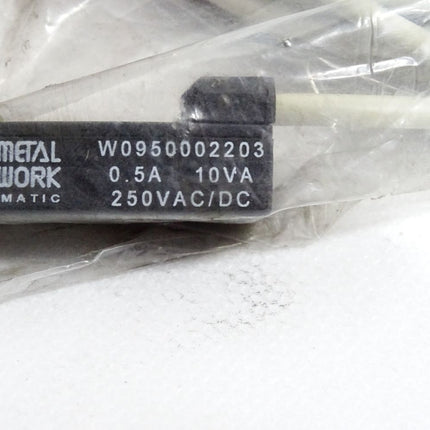 METAL
WORK
MATIC
W0950002203
0.5A 10VA
250VAC/DC